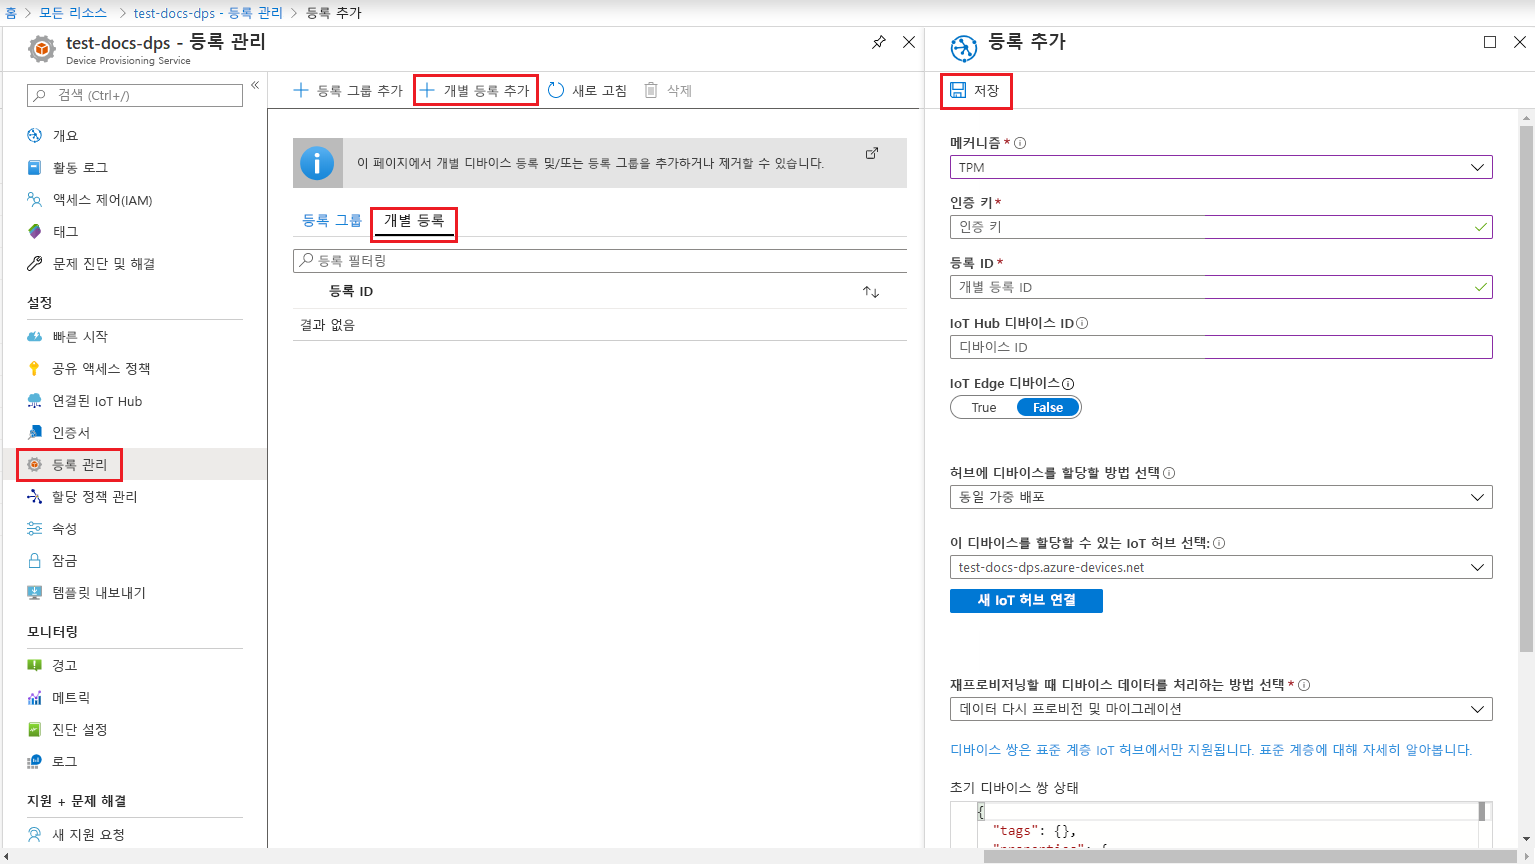 홈 > 모든 리소스 > test-docs-dps - 등록 관리 > 등록 추가
test-docs-dps - 등록 관리
Device Provisioning Service
검색 (Ctrl+/)
개요
활동 로그
액세스 제어(IAM)
태그
문제 진단 및 해결
설정
빠른 시작
공유 액세스 정책
연결된 IoT Hub
인증서
등록 관리
할당 정책 관리
속성
잠금
템플릿 내보내기
모니터링
경고
메트릭
진단 설정
로그
지원 + 문제 해결
새 지원 요청
등록 그룹 추가 개별 등록 추가 새로 고침 삭제
이 페이지에서 개별 디바이스 등록 및/또는 등록 그룹을 추가하거나 제거할 수 있습니다.
등록 그룹 개별 등록
등록 필터링
등록 ID
결과 없음
등록 추가
저장
메커니즘 *
TPM
인증 키 *
인증 키
등록 ID *
개별 등록 ID
IoT Hub 디바이스 ID
디바이스 ID
IoT Edge 디바이스
True False
허브에 디바이스를 할당할 방법 선택
동일 가중 배포
이 디바이스를 할당할 수 있는 IoT 허브 선택:
test-docs-dps.azure-devices.net
새 IoT 허브 연결
재프로비저닝할 때 디바이스 데이터를 처리하는 방법 선택 *
데이터 다시 프로비전 및 마이그레이션
디바이스 쌍은 표준 계층 IoT 허브에서만 지원됩니다. 표준 계층에 대해 자세히 알아봅니다.
초기 디바이스 쌍 상태
{
"tags": {},
"properties": {